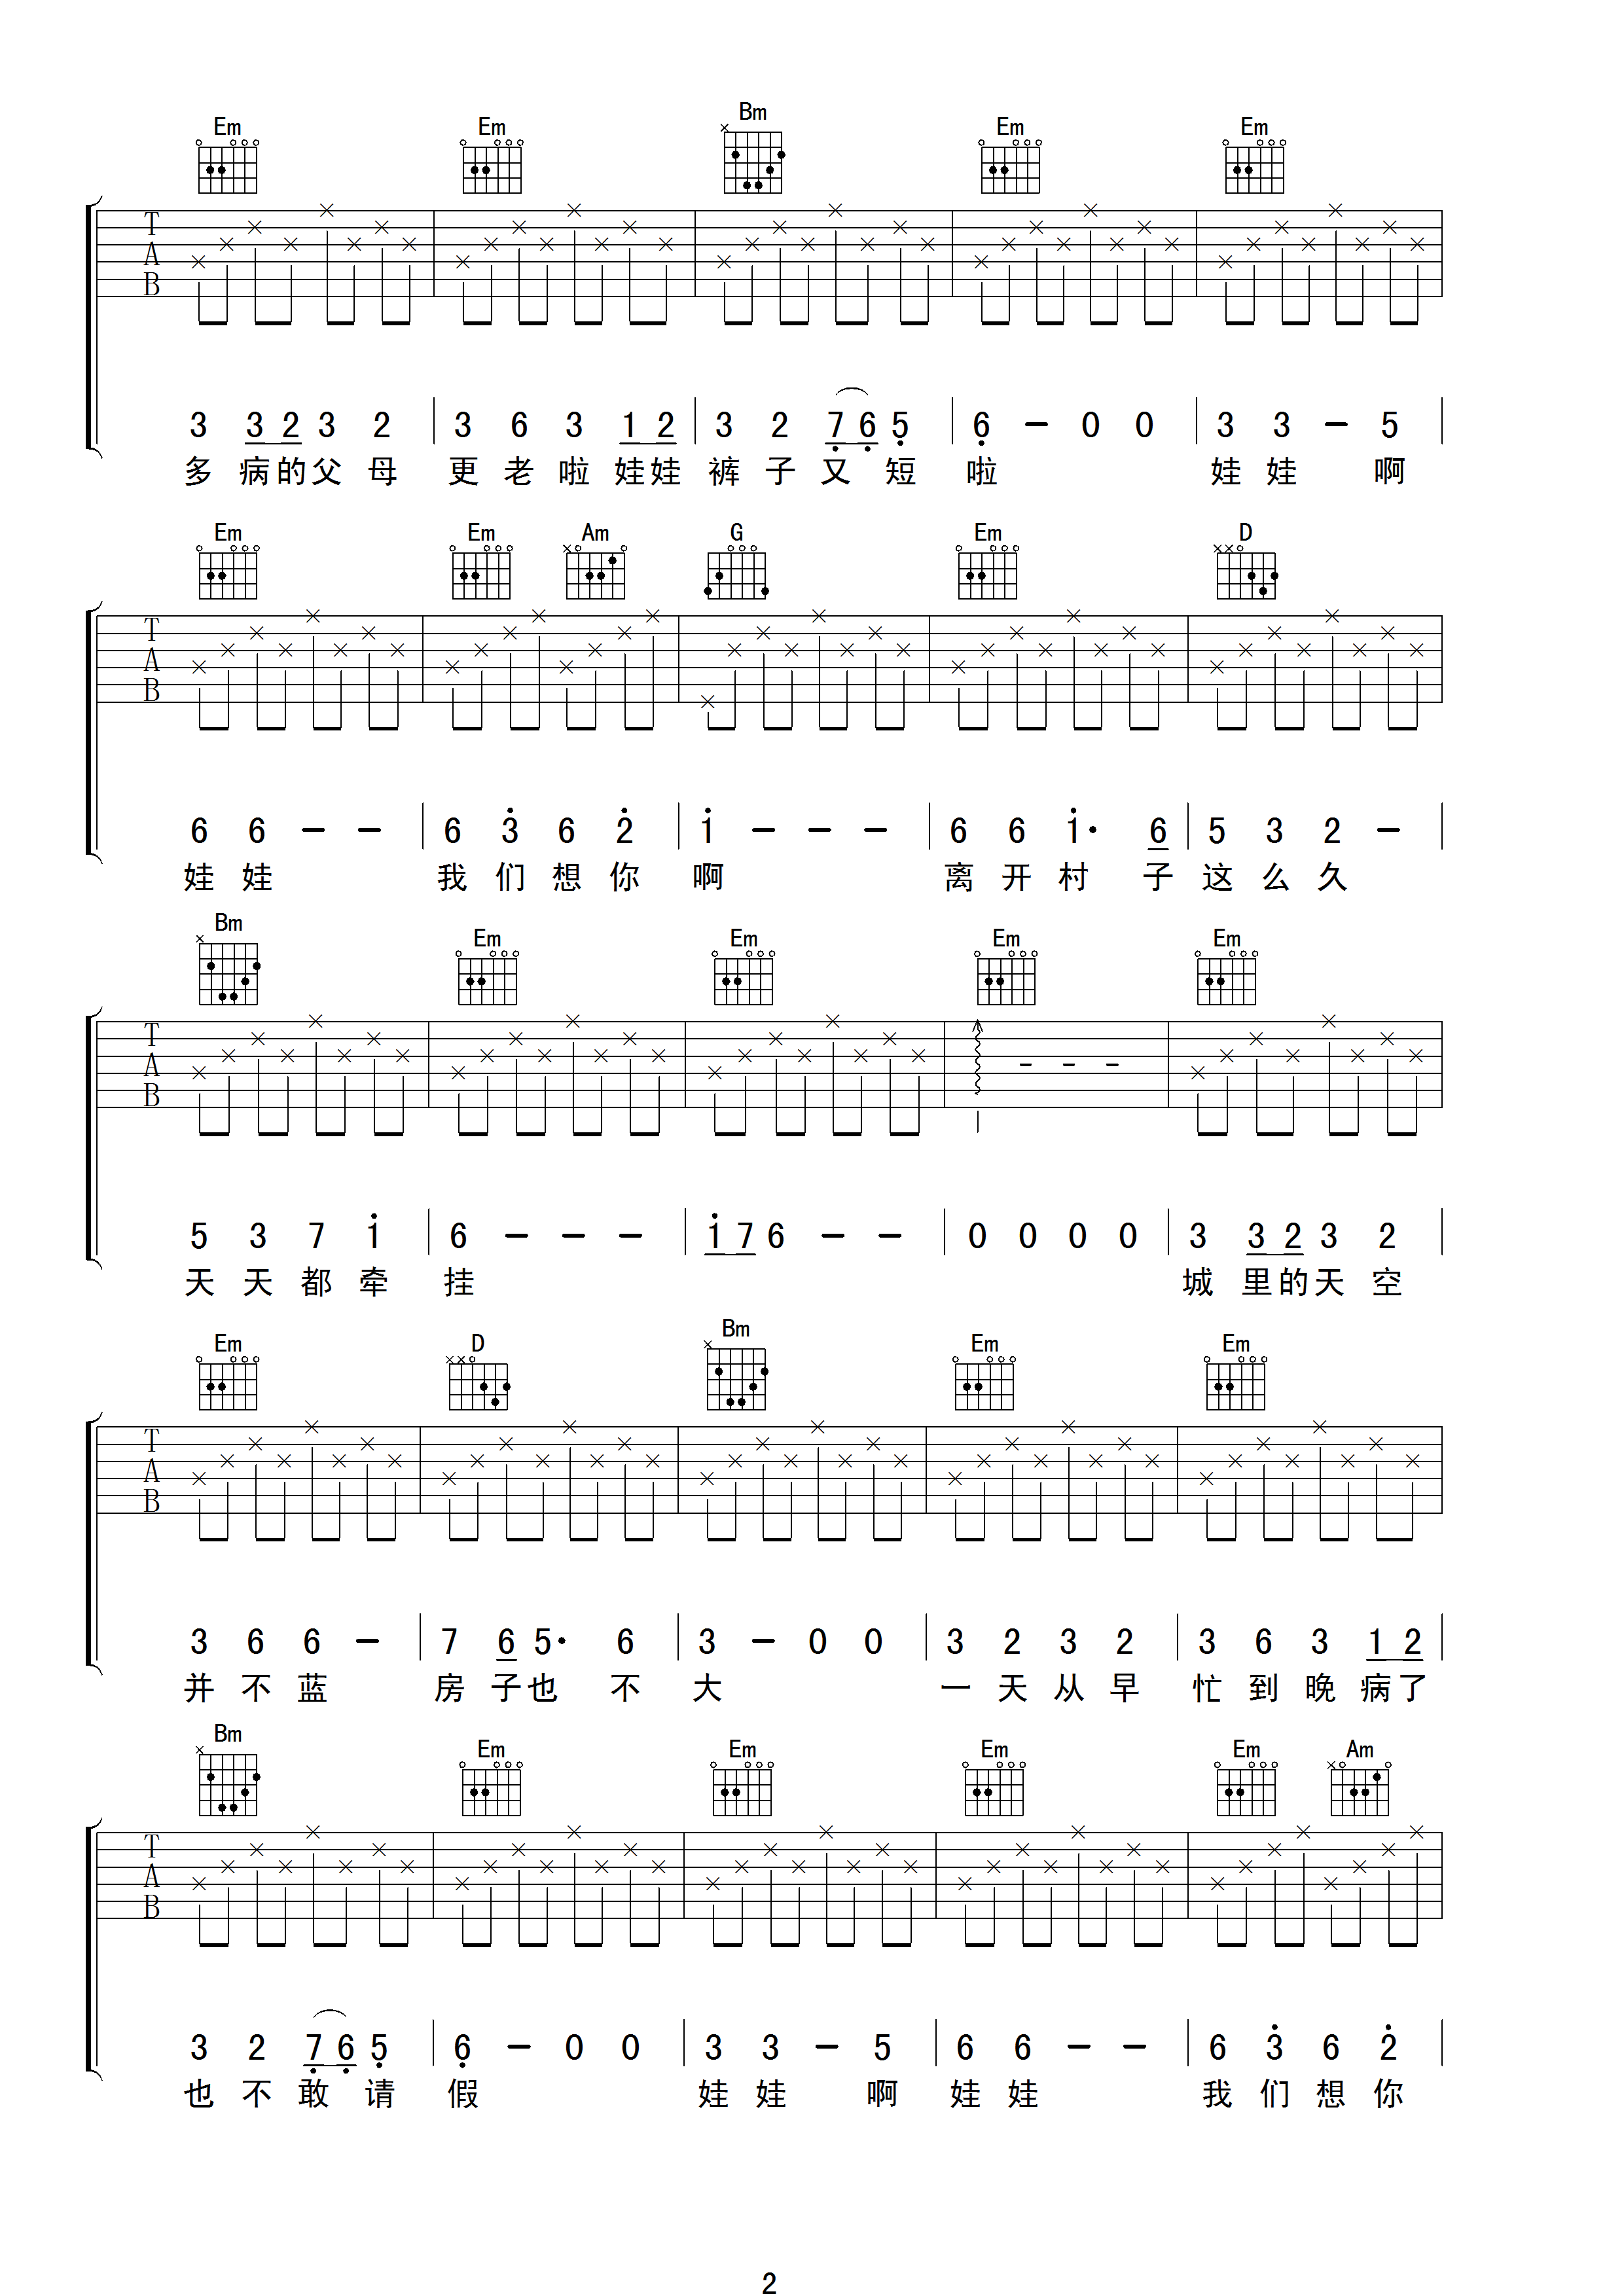 Em Em Bm Em Em
T
A
B
3 3 2 3 2 | 3 6 3 1 2 | 3 2 7̣ 6̣ 5̣ | 6̣ - 0 0 | 3 3 - 5 |
多 病的父 母 更 老 啦 娃娃 裤 子 又 短 啦 娃 娃 啊
Em Em Am G Em D
T
A
B
6 6 - - | 6 3̇ 6 2̇ | 1̇ - - - | 6 6 1̇· 6 | 5 3 2 - |
娃 娃 我 们 想 你 啊 离 开 村 子 这 么 久
Bm Em Em Em Em
T
A
B
- - -
5 3 7 1̇ | 6 - - - | 1̇ 7 6 - - | 0 0 0 0 | 3 3 2 3 2
天 天 都 牵 挂 城 里的天 空
Em D Bm Em Em
T
A
B
3 6 6 - | 7 6 5· 6 | 3 - 0 0 | 3 2 3 2 | 3 6 3 1 2 |
并 不 蓝 房 子也 不 大 一 天 从 早 忙 到 晚 病了
Bm Em Em Em Em Am
T
A
B
3 2 7̣ 6̣ 5̣ | 6̣ - 0 0 | 3 3 - 5 | 6 6 - - | 6 3̇ 6 2̇ |
也 不 敢 请 假 娃 娃 啊 娃 娃 我 们 想 你
2